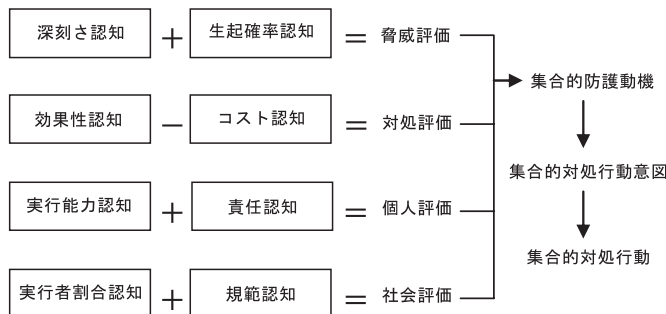 深刻さ認知 + 生起確率認知 = 脅威評価
集合的防護動機
効果性認知 − コスト認知 = 対処評価
集合的対処行動意図
実行能力認知 + 責任認知 = 個人評価
集合的対処行動
実行者割合認知 + 規範認知 = 社会評価